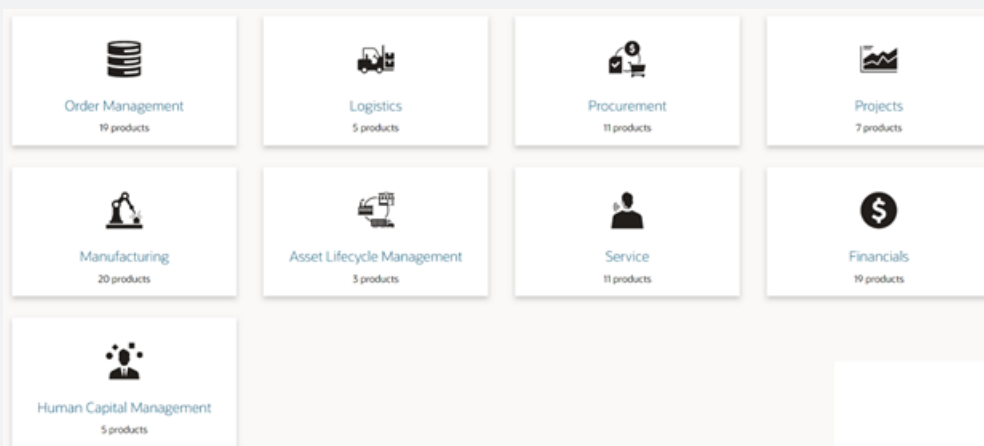 Order Management
19 products
Logistics
5 products
Procurement
11 products
Projects
7 products
Manufacturing
20 products
Asset Lifecycle Management
3 products
Service
11 products
Financials
19 products
Human Capital Management
5 products